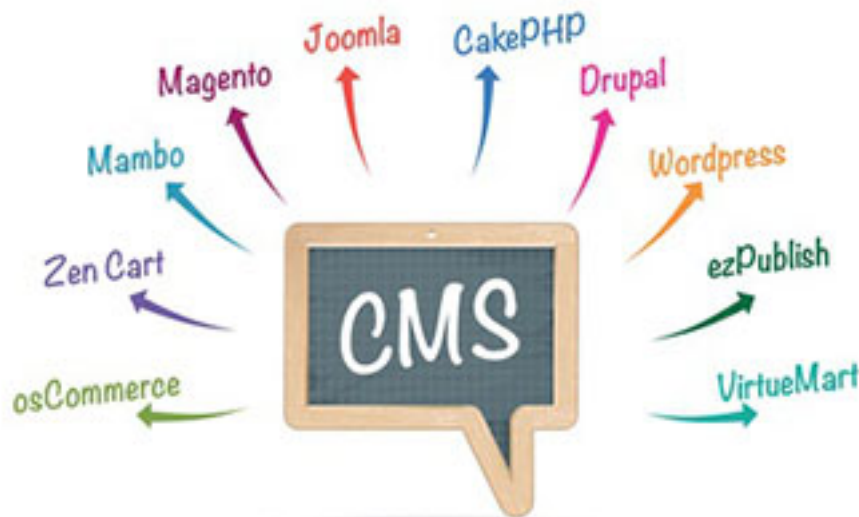 Joomla
CakePHP
Magento
Drupal
Mambo
Wordpress
Zen Cart
ezPublish
CMS
osCommerce
VirtueMart